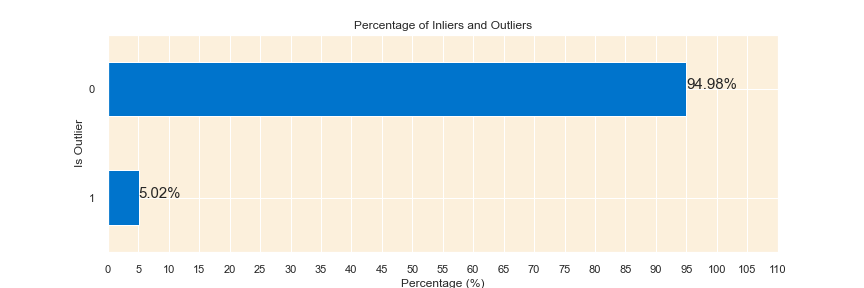 Percentage of Inliers and Outliers
Is Outlier
0
94.98%
1
5.02%
0 5 10 15 20 25 30 35 40 45 50 55 60 65 70 75 80 85 90 95 100 105 110
Percentage (%)